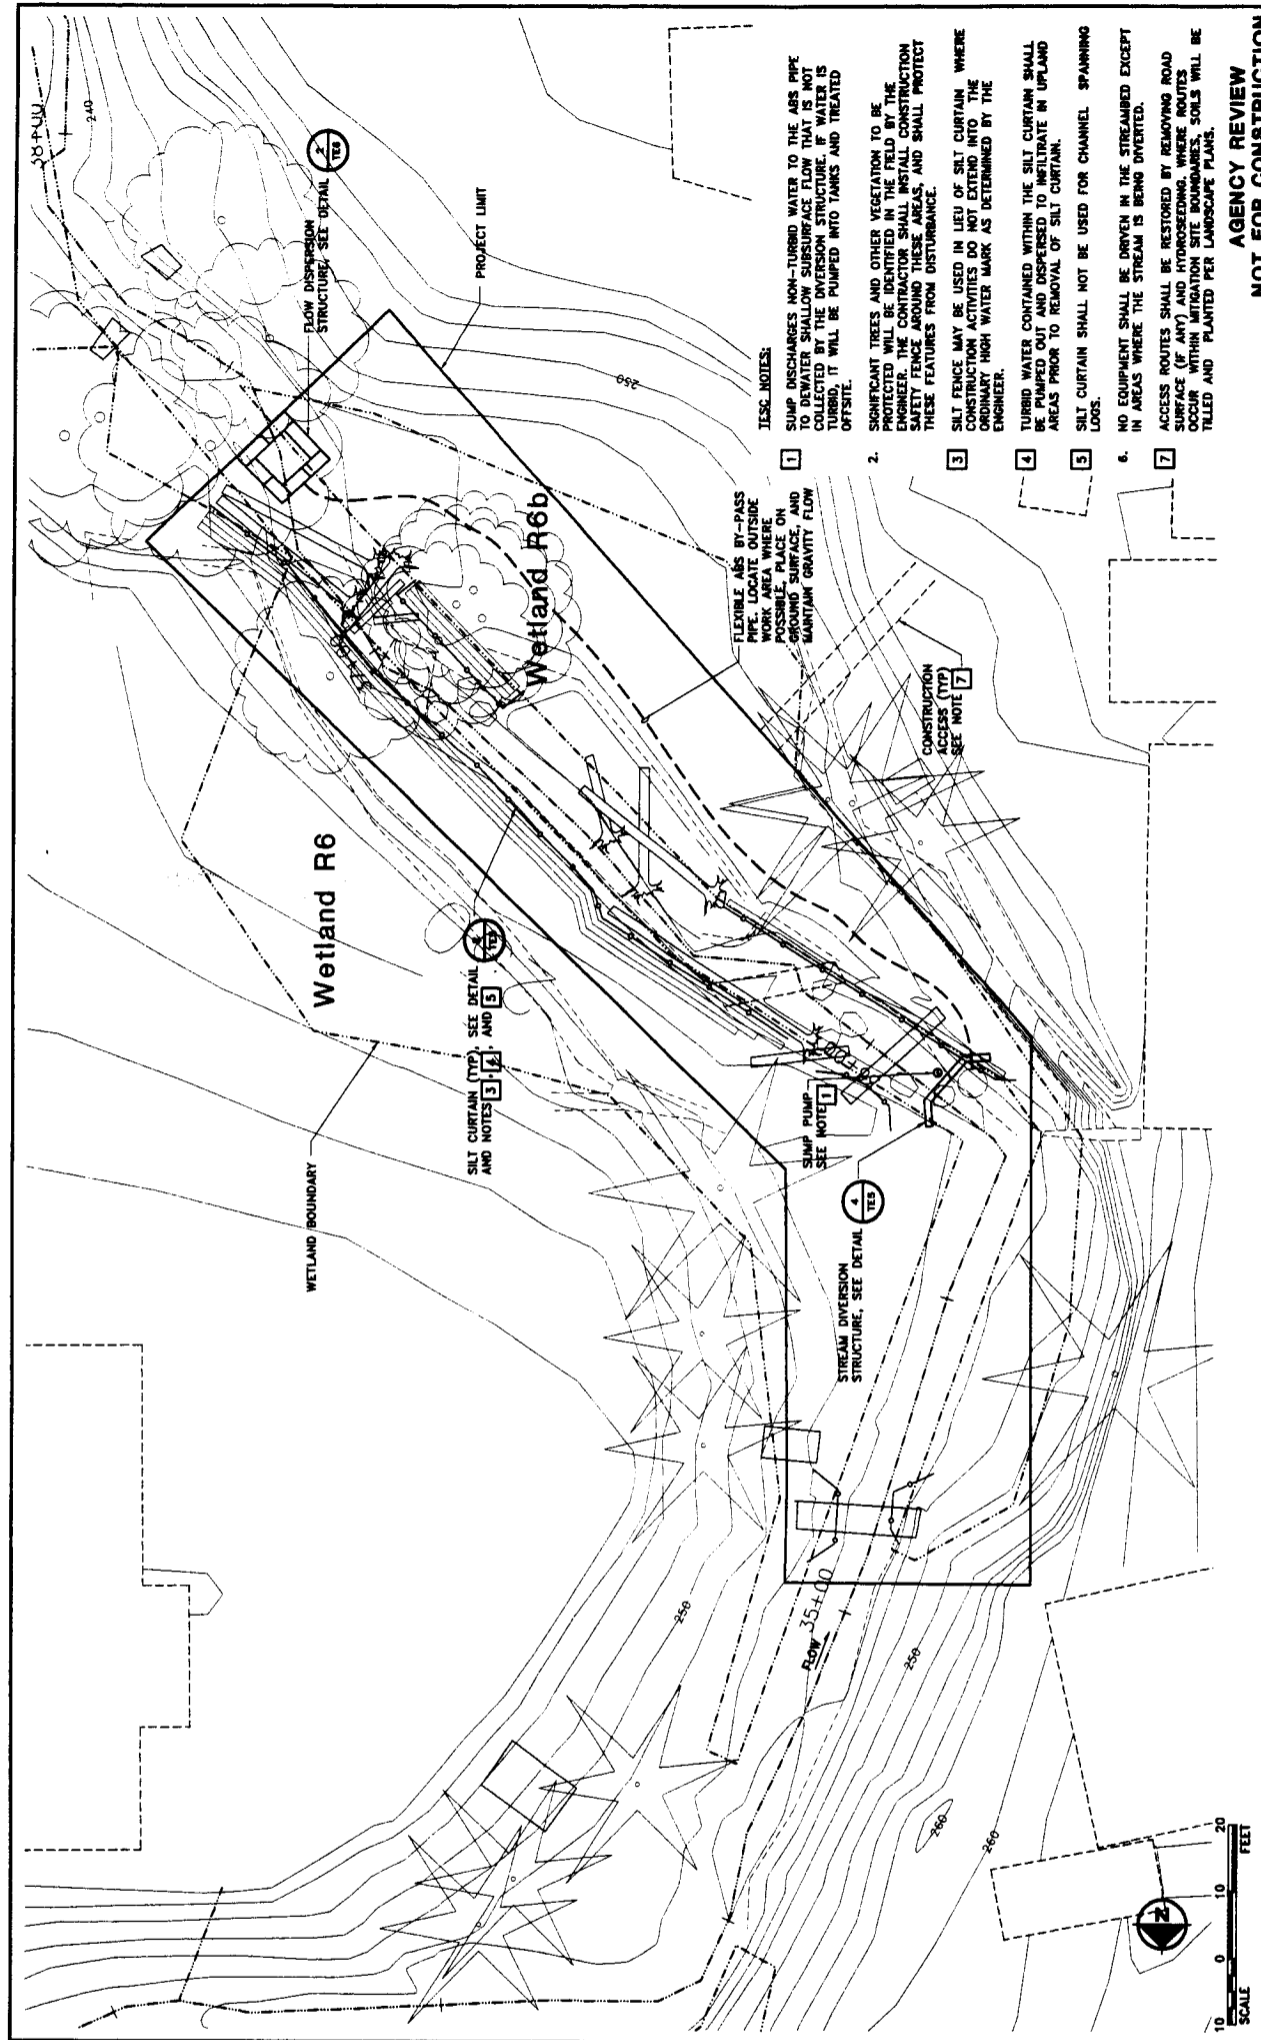 38+00
240
2
TE6
FLOW DISPERSION
STRUCTURE, SEE DETAIL
PROJECT LIMIT
250
Wetland R6b
Wetland R6
WETLAND BOUNDARY
SILT CURTAIN (TYP), SEE DETAIL
AND NOTES 3, 4, AND 5
FLEXIBLE ABS BY-PASS
PIPE. LOCATE OUTSIDE
WORK AREA WHERE
POSSIBLE, PLACE ON
GROUND SURFACE, AND
MAINTAIN GRAVITY FLOW
CONSTRUCTION
ACCESS (TYP)
SEE NOTE 7
SUMP PUMP
SEE NOTE 1
STREAM DIVERSION
STRUCTURE, SEE DETAIL
4
TE5
35+00
FLOW
250
250
260
260
TESC NOTES:
1 SUMP DISCHARGES NON-TURBID WATER TO THE ABS PIPE
TO DEWATER SHALLOW SUBSURFACE FLOW THAT IS NOT
COLLECTED BY THE DIVERSION STRUCTURE. IF WATER IS
TURBID, IT WILL BE PUMPED INTO TANKS AND TREATED
OFFSITE.
2. SIGNIFICANT TREES AND OTHER VEGETATION TO BE
PROTECTED WILL BE IDENTIFIED IN THE FIELD BY THE
ENGINEER. THE CONTRACTOR SHALL INSTALL CONSTRUCTION
SAFETY FENCE AROUND THESE AREAS, AND SHALL PROTECT
THESE FEATURES FROM DISTURBANCE.
3 SILT FENCE MAY BE USED IN LIEU OF SILT CURTAIN WHERE
CONSTRUCTION ACTIVITIES DO NOT EXTEND INTO THE
ORDINARY HIGH WATER MARK AS DETERMINED BY THE
ENGINEER.
4 TURBID WATER CONTAINED WITHIN THE SILT CURTAIN SHALL
BE PUMPED OUT AND DISPERSED TO INFILTRATE IN UPLAND
AREAS PRIOR TO REMOVAL OF SILT CURTAIN.
5 SILT CURTAIN SHALL NOT BE USED FOR CHANNEL SPANNING
LOGS.
6. NO EQUIPMENT SHALL BE DRIVEN IN THE STREAMBED EXCEPT
IN AREAS WHERE THE STREAM IS BEING DIVERTED.
7 ACCESS ROUTES SHALL BE RESTORED BY REMOVING ROAD
SURFACE (IF ANY) AND HYDROSEEDING. WHERE ROUTES
OCCUR WITHIN MITIGATION SITE BOUNDARIES, SOILS WILL BE
TILLED AND PLANTED PER LANDSCAPE PLANS.
AGENCY REVIEW
NOT FOR CONSTRUCTION
N
10 0 10 20
SCALE FEET